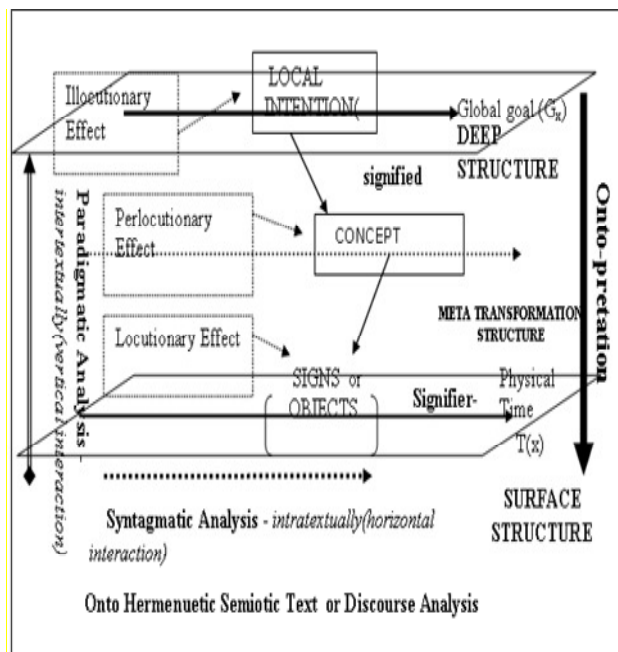 LOCAL
INTENTION(
Illocutionary
Effect
Global goal (Gx)
DEEP
STRUCTURE
signified
Perlocutionary
Effect
CONCEPT
META TRANSFORMATION
STRUCTURE
Locutionary Effect
SIGNS or
OBJECTS
Signifier-
Physical
Time
T(x)
Paradigmatic Analysis -
intertextually(vertical interaction)
Onto-pretation
Syntagmatic Analysis - intratextually(horizontal
interaction)
SURFACE
STRUCTURE
Onto Hermenuetic Semiotic Text or Discourse Analysis